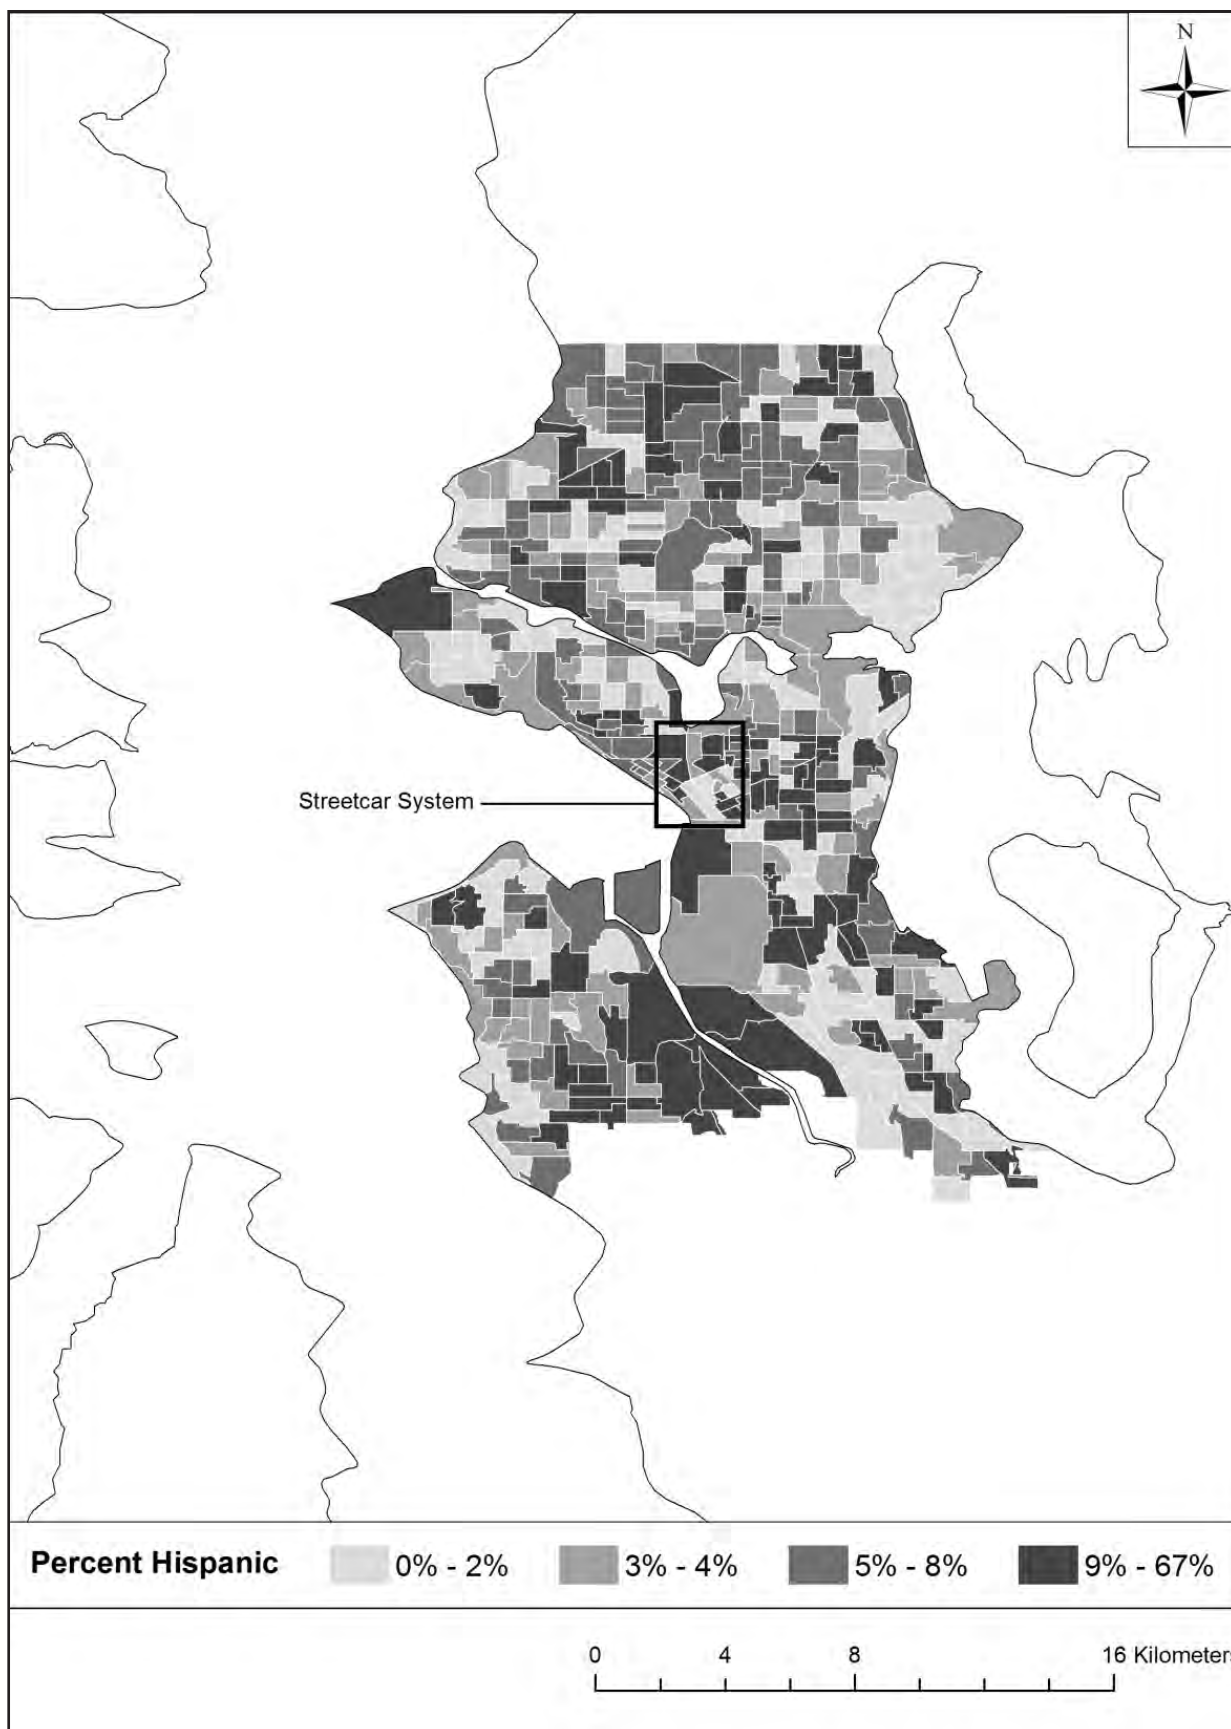 N
Streetcar System
Percent Hispanic 0% - 2% 3% - 4% 5% - 8% 9% - 67%
0 4 8 16 Kilometers